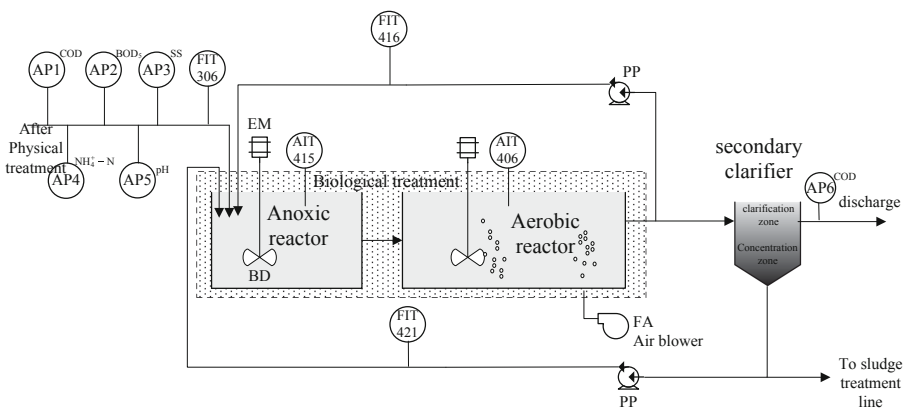 FIT
416
AP1
COD
AP2
BOD₅
AP3
SS
FIT
306
PP
After
Physical
treatment
AP4
NH₄⁺ – N
AP5
pH
EM
AIT
415
AIT
406
Biological treatment
Anoxic
reactor
BD
Aerobic
reactor
secondary
clarifier
AP6
COD
clarification
zone
Concentration
zone
discharge
FIT
421
FA
Air blower
PP
To sludge
treatment
line